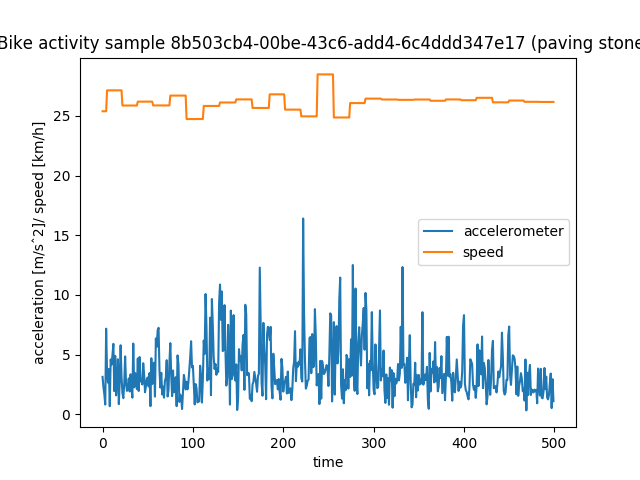 Bike activity sample 8b503cb4-00be-43c6-add4-6c4ddd347e17 (paving stone
25
20
15
10
5
0
acceleration [m/s^2]/ speed [km/h]
accelerometer
speed
0 100 200 300 400 500
time